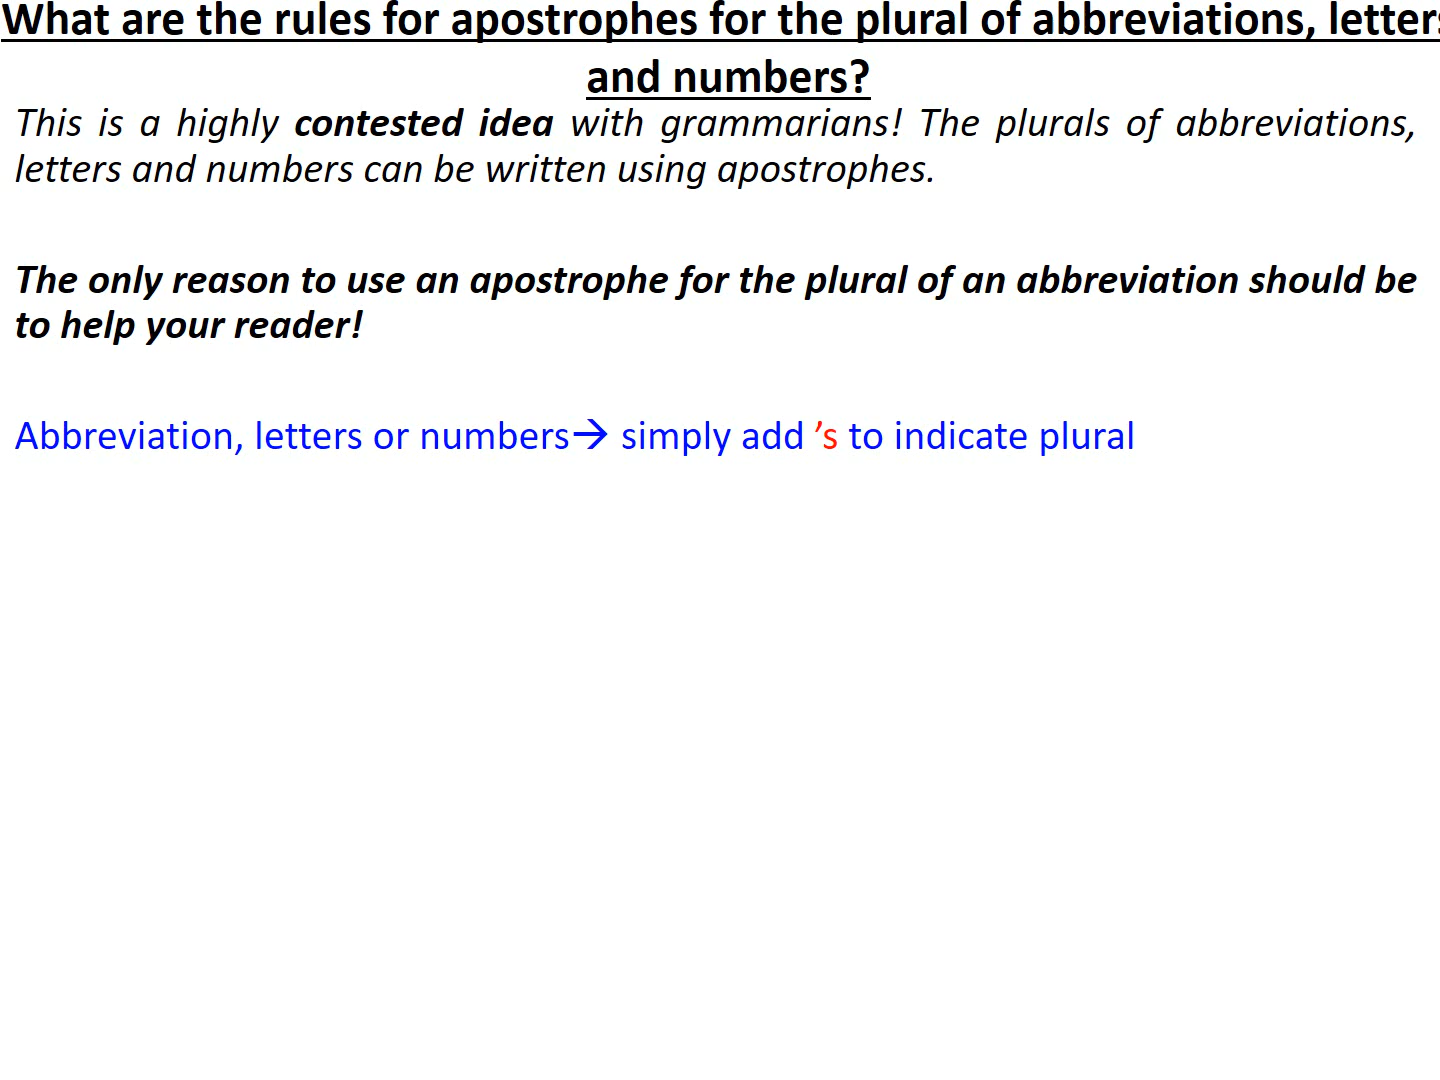 What are the rules for apostrophes for the plural of abbreviations, letters
and numbers?
This is a highly contested idea with grammarians! The plurals of abbreviations,
letters and numbers can be written using apostrophes.
The only reason to use an apostrophe for the plural of an abbreviation should be
to help your reader!
Abbreviation, letters or numbers→ simply add ’s to indicate plural